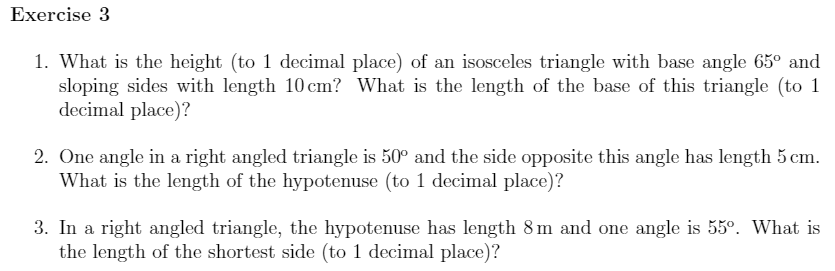 Exercise 3
1. What is the height (to 1 decimal place) of an isosceles triangle with base angle 65º and
sloping sides with length 10 cm? What is the length of the base of this triangle (to 1
decimal place)?
2. One angle in a right angled triangle is 50º and the side opposite this angle has length 5 cm.
What is the length of the hypotenuse (to 1 decimal place)?
3. In a right angled triangle, the hypotenuse has length 8 m and one angle is 55º. What is
the length of the shortest side (to 1 decimal place)?